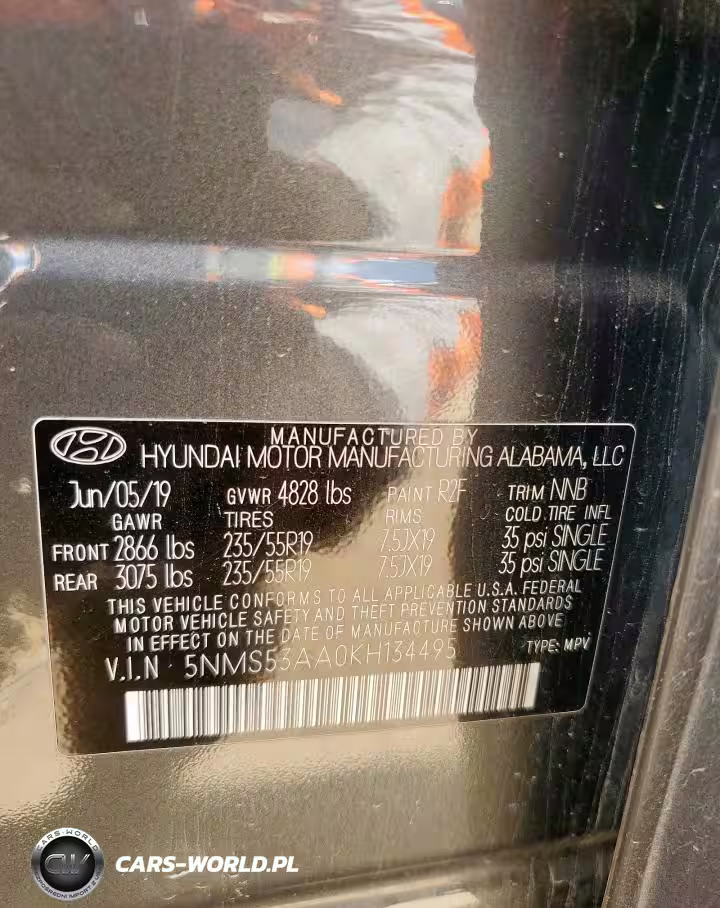 MANUFACTURED BY
HYUNDAI MOTOR MANUFACTURING ALABAMA, LLC
Jun/05/19 GVWR 4828 lbs PAINT R2F TRIM NNB
GAWR TIRES RIMS COLD TIRE INFL
FRONT 2866 lbs 235/55R19 7.5JX19 35 psi SINGLE
REAR 3075 lbs 235/55R19 7.5JX19 35 psi SINGLE
THIS VEHICLE CONFORMS TO ALL APPLICABLE U.S.A. FEDERAL
MOTOR VEHICLE SAFETY AND THEFT PREVENTION STANDARDS
IN EFFECT ON THE DATE OF MANUFACTURE SHOWN ABOVE
V.I.N 5NMS53AA0KH134495 TYPE: MPV
CARS-WORLD
CW
CARS-WORLD.PL